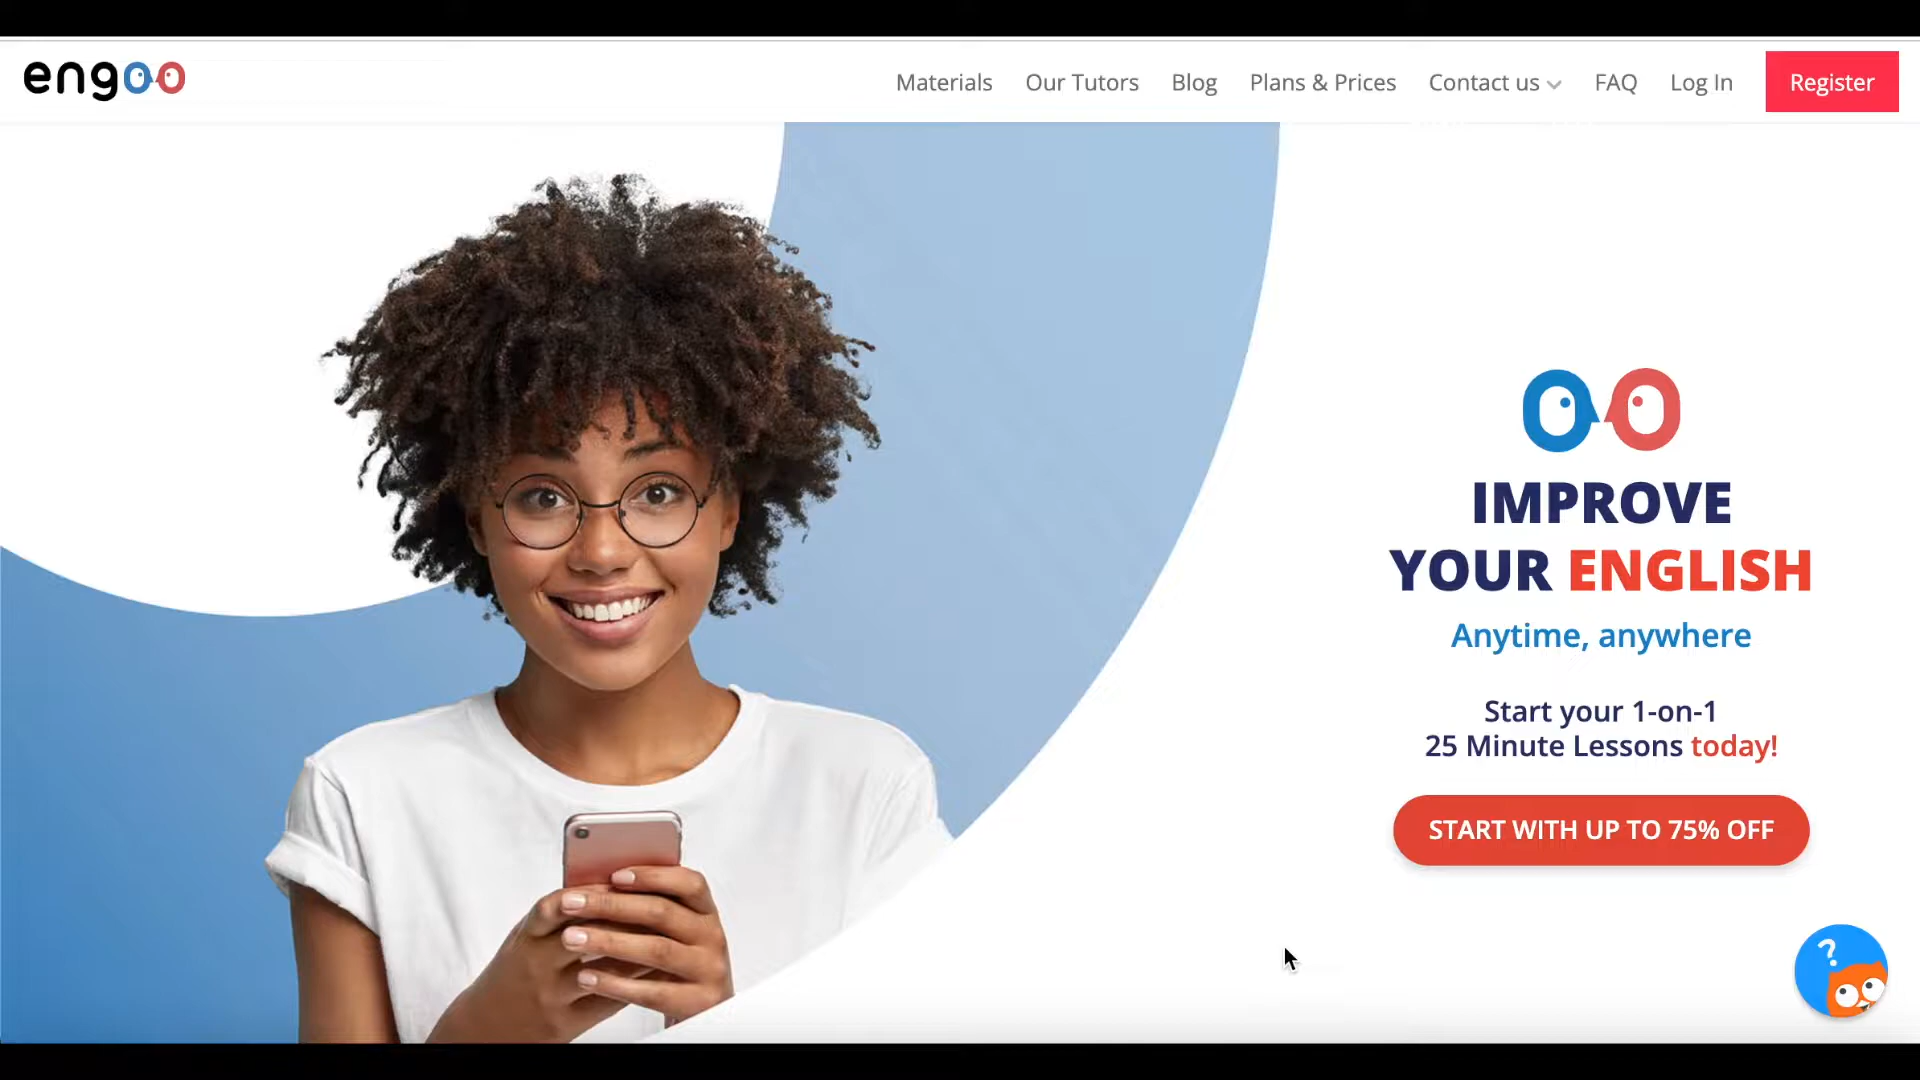 engoo
Materials Our Tutors Blog Plans & Prices Contact us FAQ Log In Register
IMPROVE
YOUR ENGLISH
Anytime, anywhere
Start your 1-on-1
25 Minute Lessons today!
START WITH UP TO 75% OFF
?